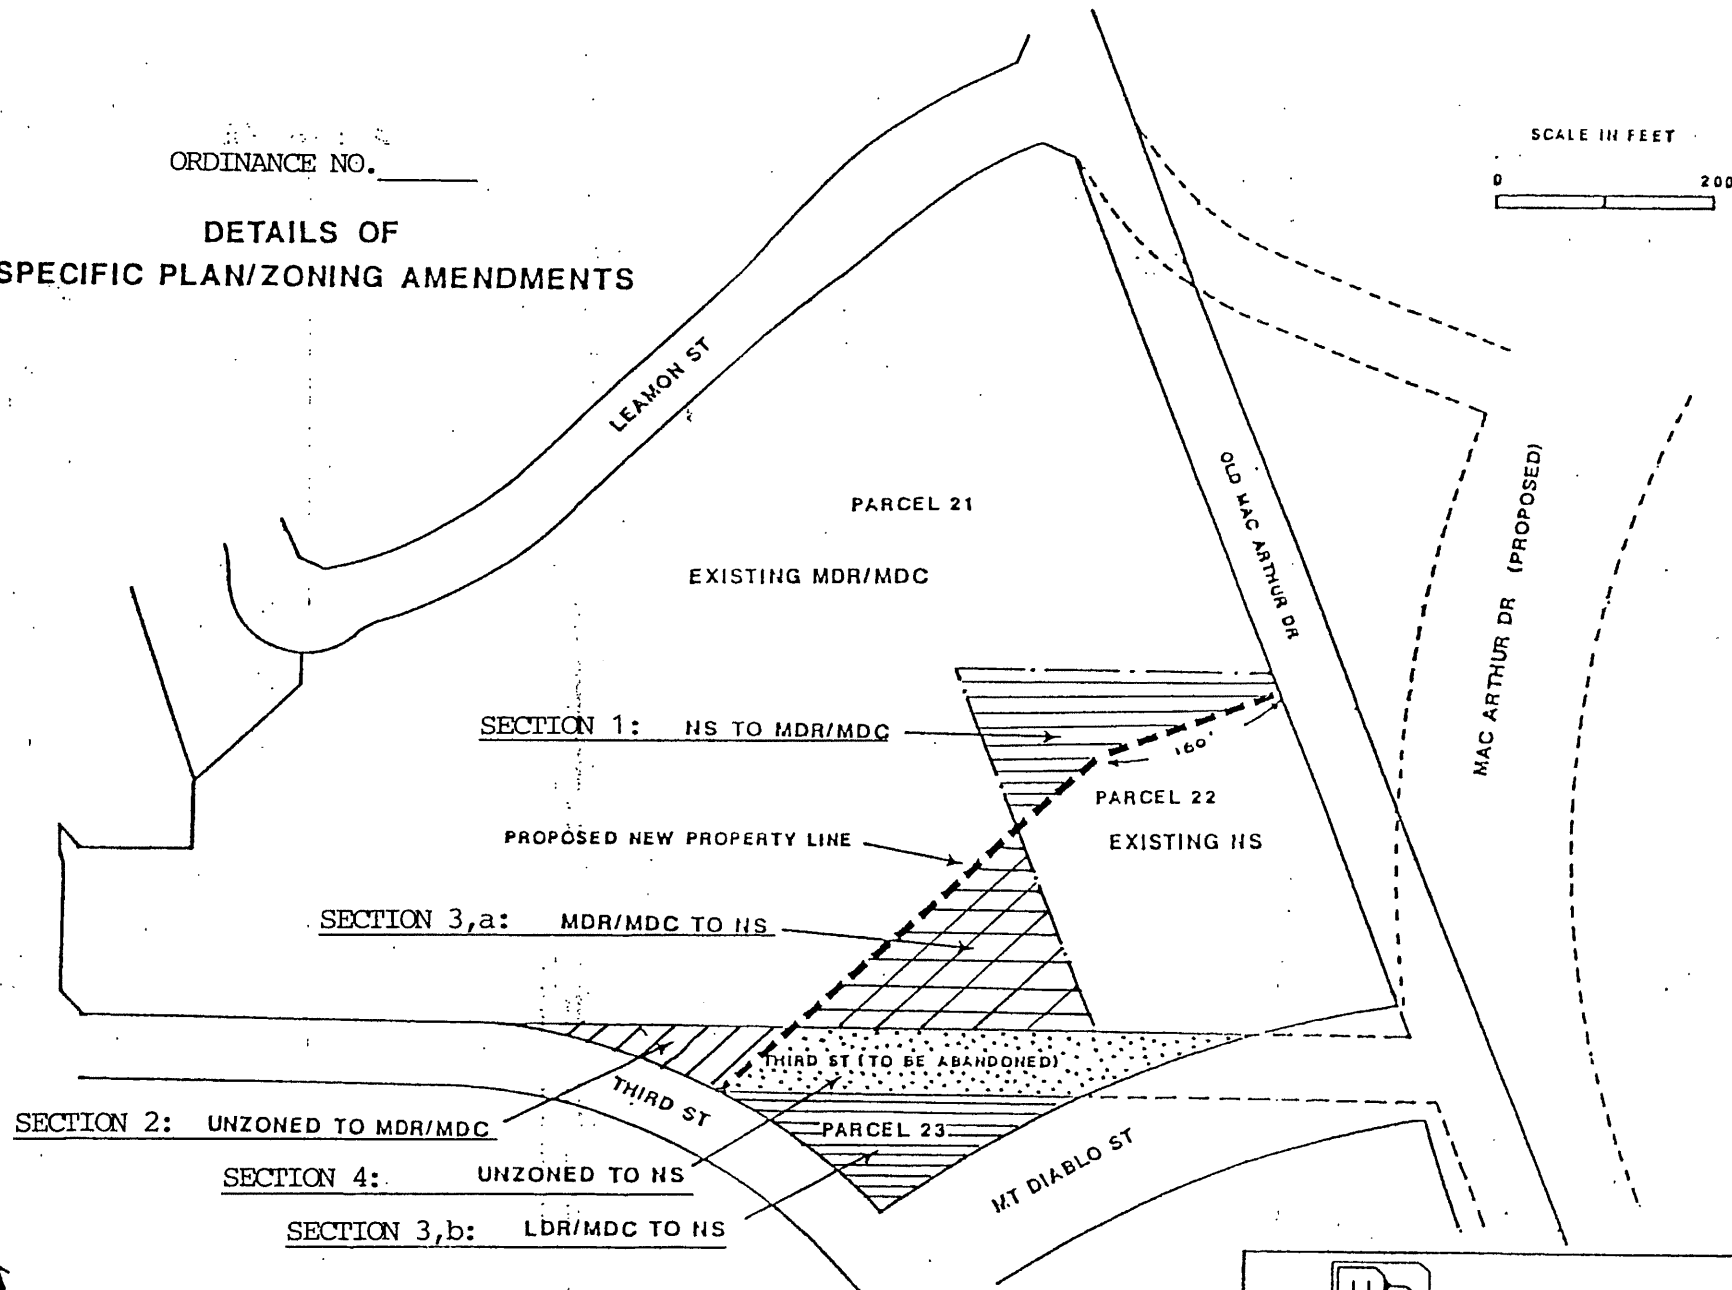 ORDINANCE NO.
DETAILS OF
SPECIFIC PLAN/ZONING AMENDMENTS
SCALE IN FEET
0 200
LEAMON ST
PARCEL 21
EXISTING MDR/MDC
OLD MAC ARTHUR DR
MAC ARTHUR DR (PROPOSED)
SECTION 1: NS TO MDR/MDC
160'
PARCEL 22
EXISTING NS
PROPOSED NEW PROPERTY LINE
SECTION 3,a: MDR/MDC TO NS
THIRD ST (TO BE ABANDONED)
THIRD ST
SECTION 2: UNZONED TO MDR/MDC
PARCEL 23
MT DIABLO ST
SECTION 4: UNZONED TO NS
SECTION 3,b: LDR/MDC TO NS